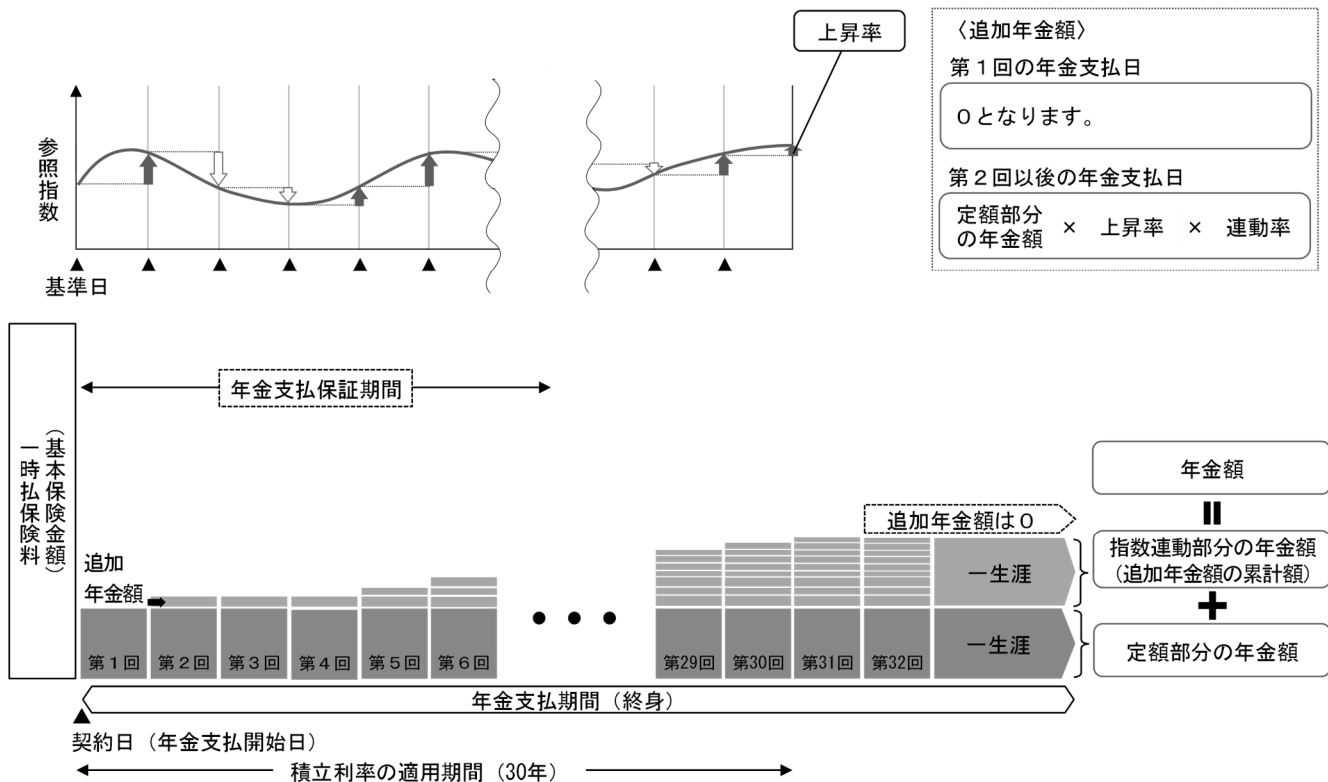 上昇率
参照指数
基準日
〈追加年金額〉
第1回の年金支払日
0となります。
第2回以後の年金支払日
定額部分
の年金額 × 上昇率 × 連動率
一時払保険料
（基本保険金額）
年金支払保証期間
追加
年金額
追加年金額は0
第1回 第2回 第3回 第4回 第5回 第6回 ● ● ● 第29回 第30回 第31回 第32回
一生涯
一生涯
年金額
＝
指数連動部分の年金額
（追加年金額の累計額）
＋
定額部分の年金額
年金支払期間（終身）
契約日（年金支払開始日）
積立利率の適用期間（30年）